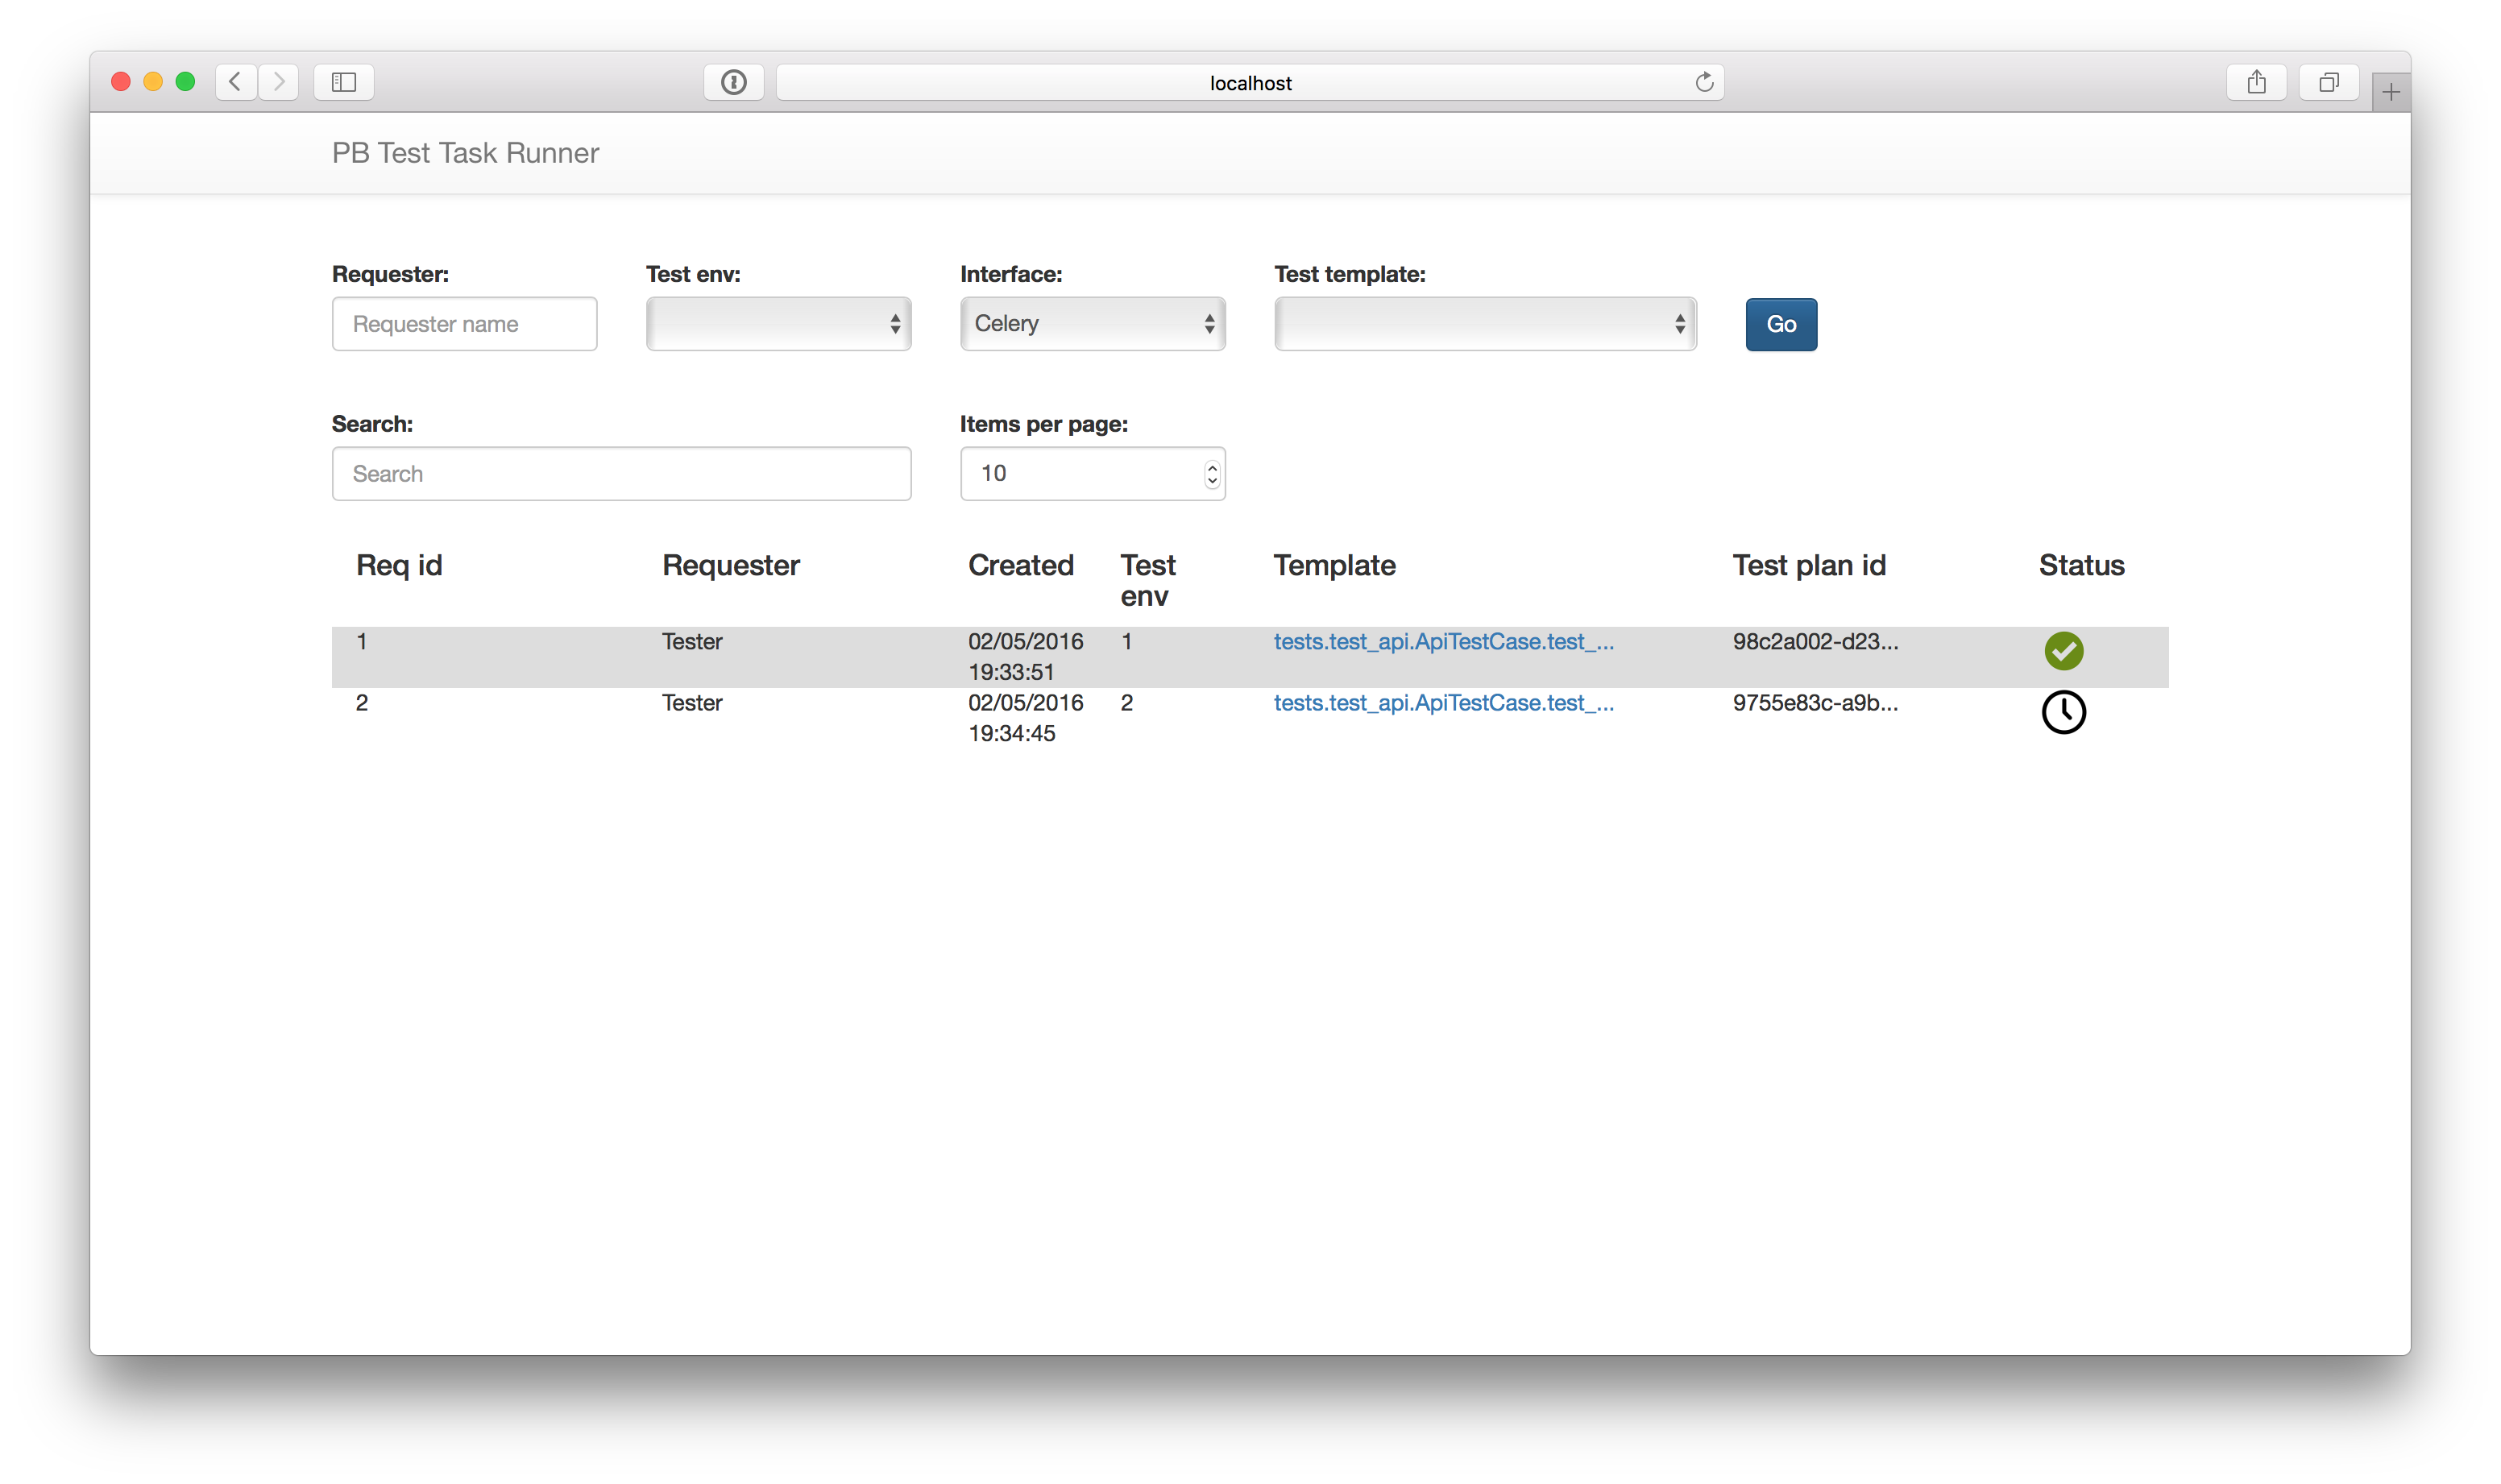 localhost
PB Test Task Runner
Requester: Test env: Interface: Test template:
Requester name Celery Go
Search: Items per page:
Search 10
Req id Requester Created Test env Template Test plan id Status
1 Tester 02/05/2016 19:33:51 1 tests.test_api.ApiTestCase.test_... 98c2a002-d23...
2 Tester 02/05/2016 19:34:45 2 tests.test_api.ApiTestCase.test_... 9755e83c-a9b...